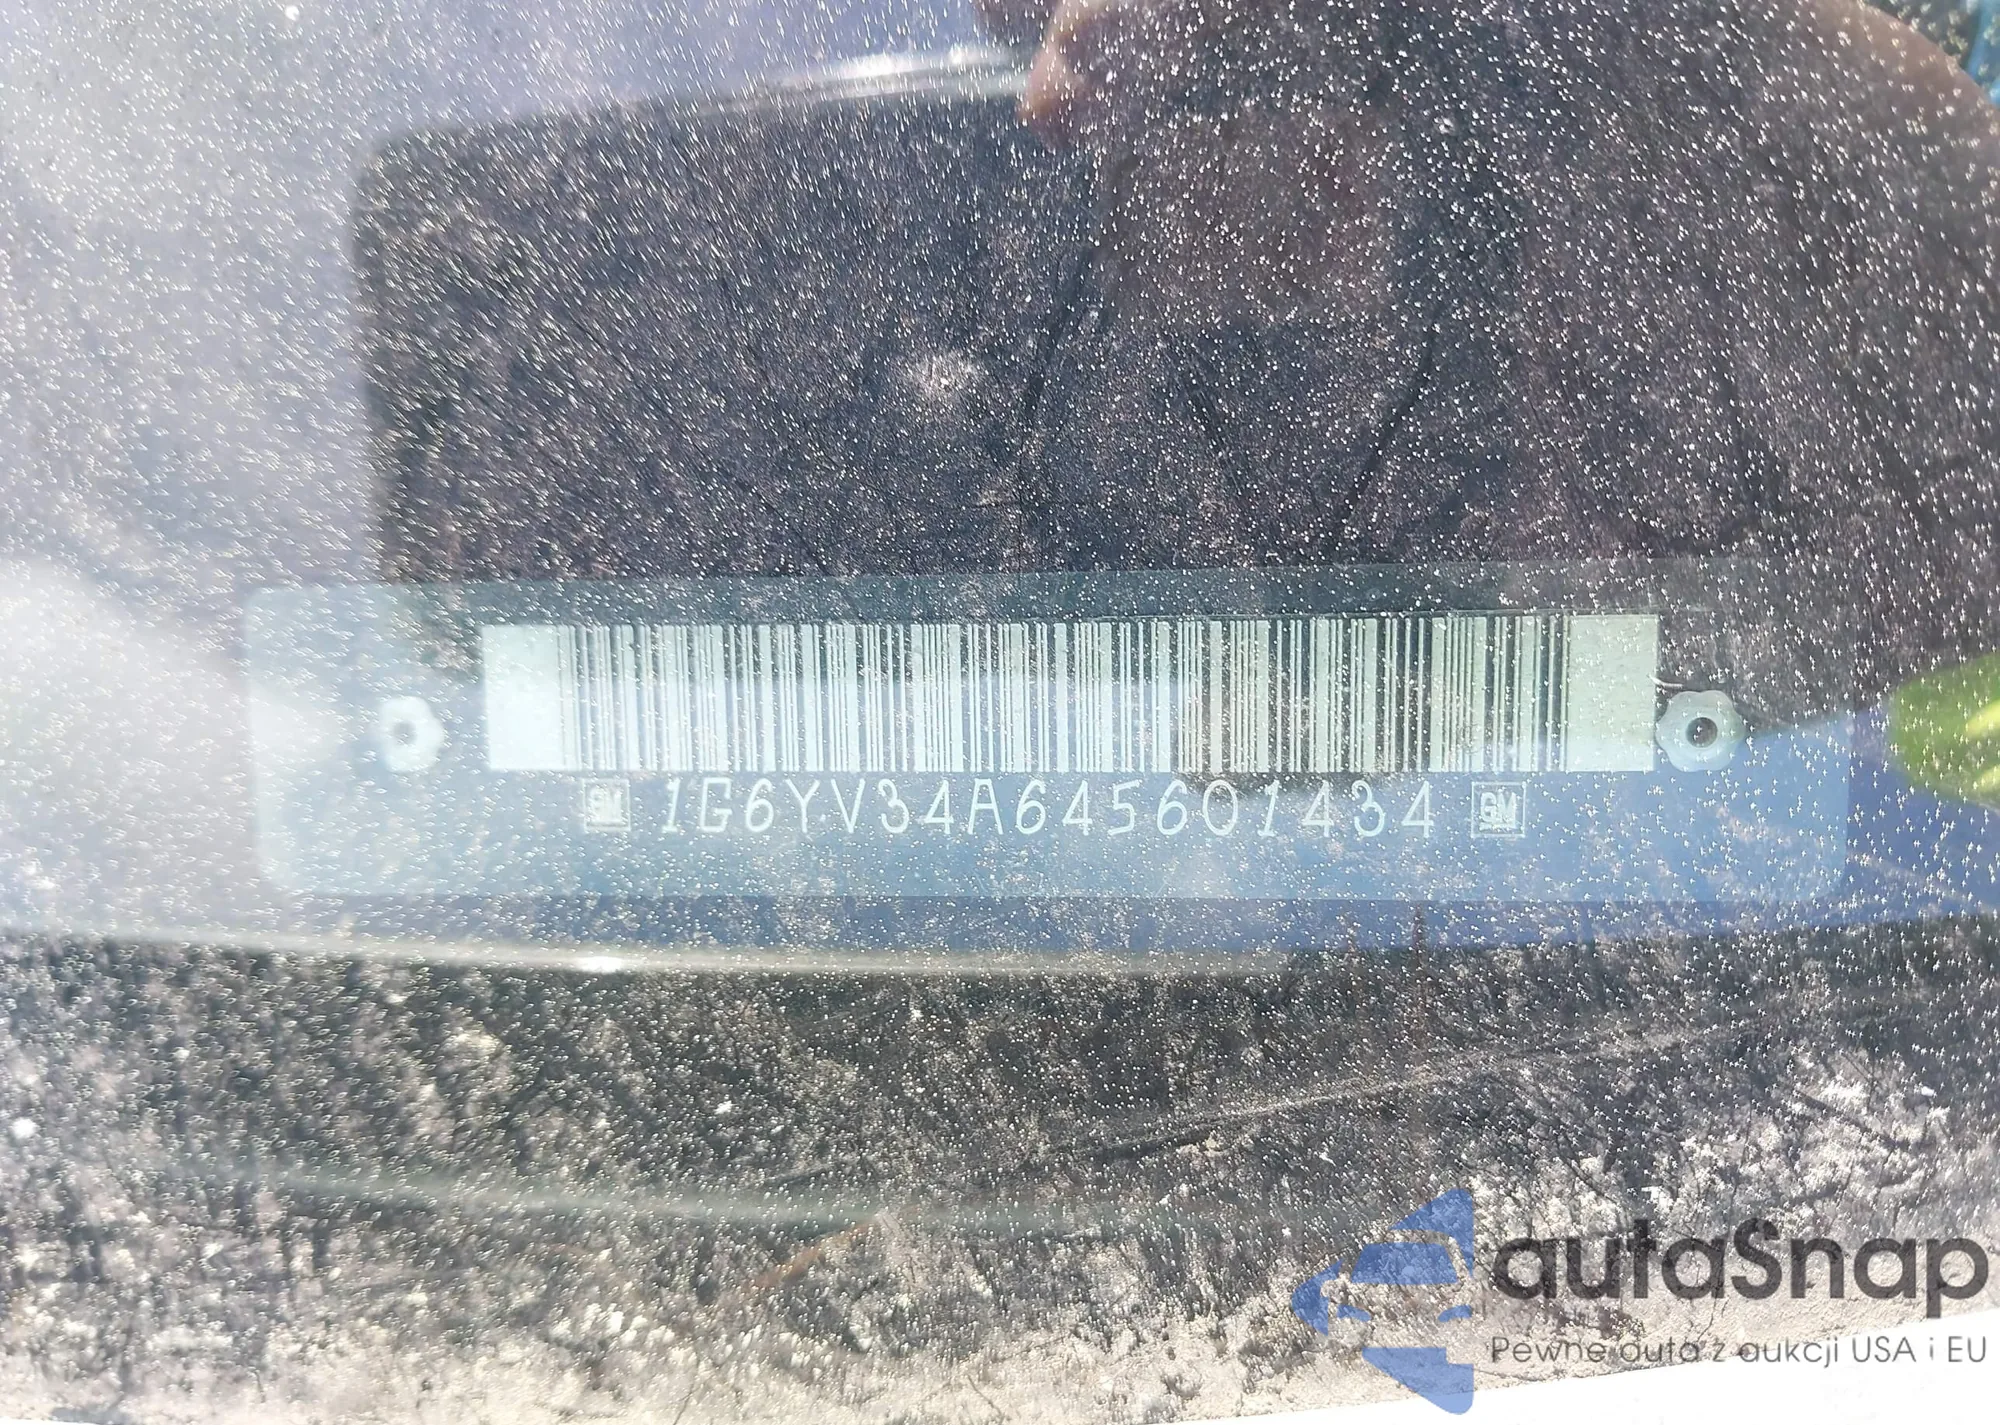 GM 1G6YV34A645601434 GM
autaSnap
Pewne auta z aukcji USA i EU